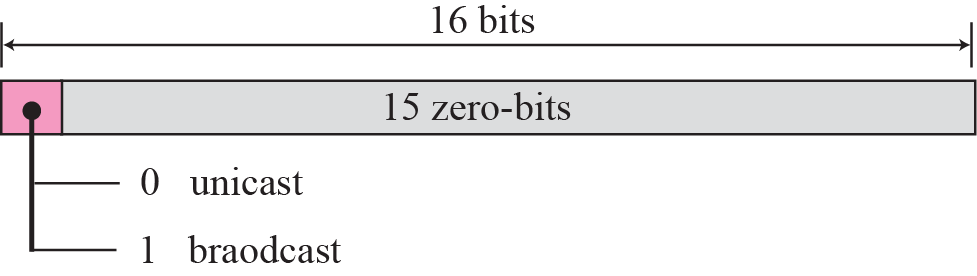 16 bits
15 zero-bits
0 unicast
1 braodcast